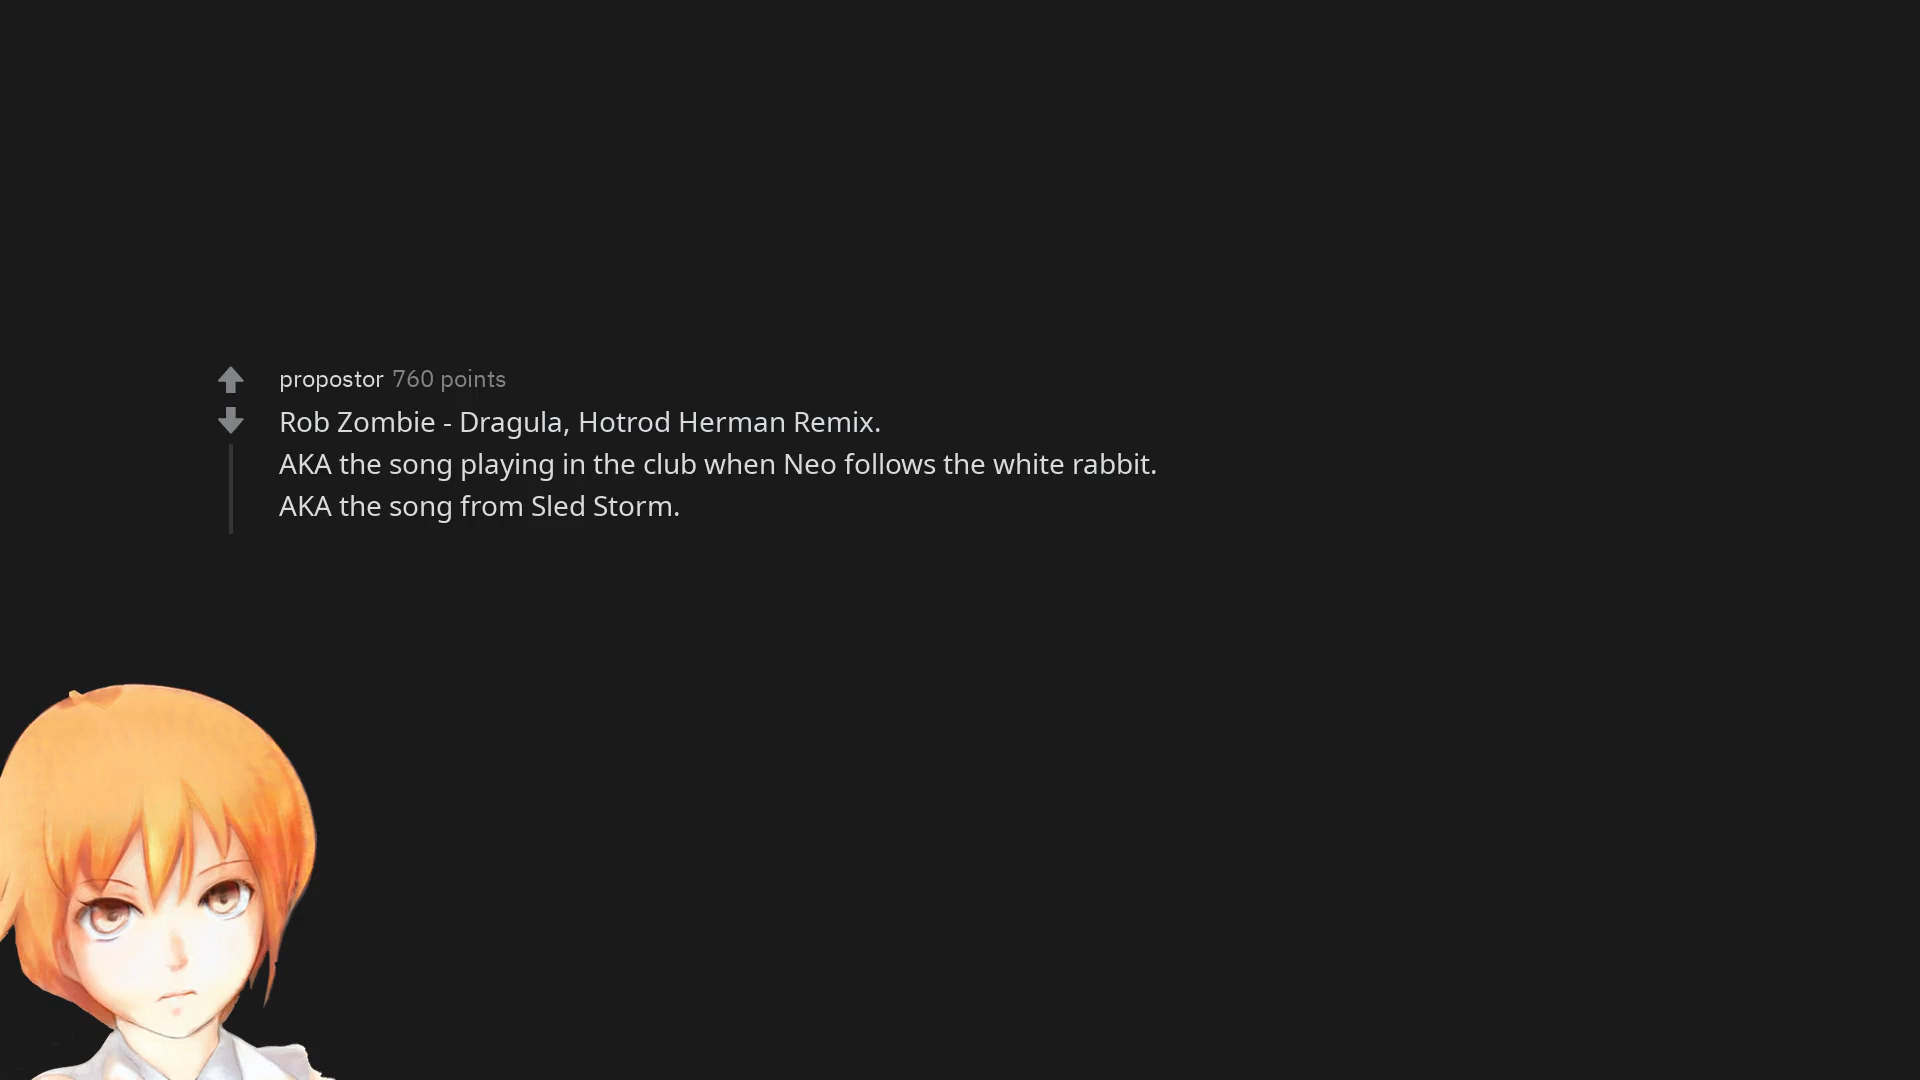 propostor 760 points
Rob Zombie - Dragula, Hotrod Herman Remix.
AKA the song playing in the club when Neo follows the white rabbit.
AKA the song from Sled Storm.